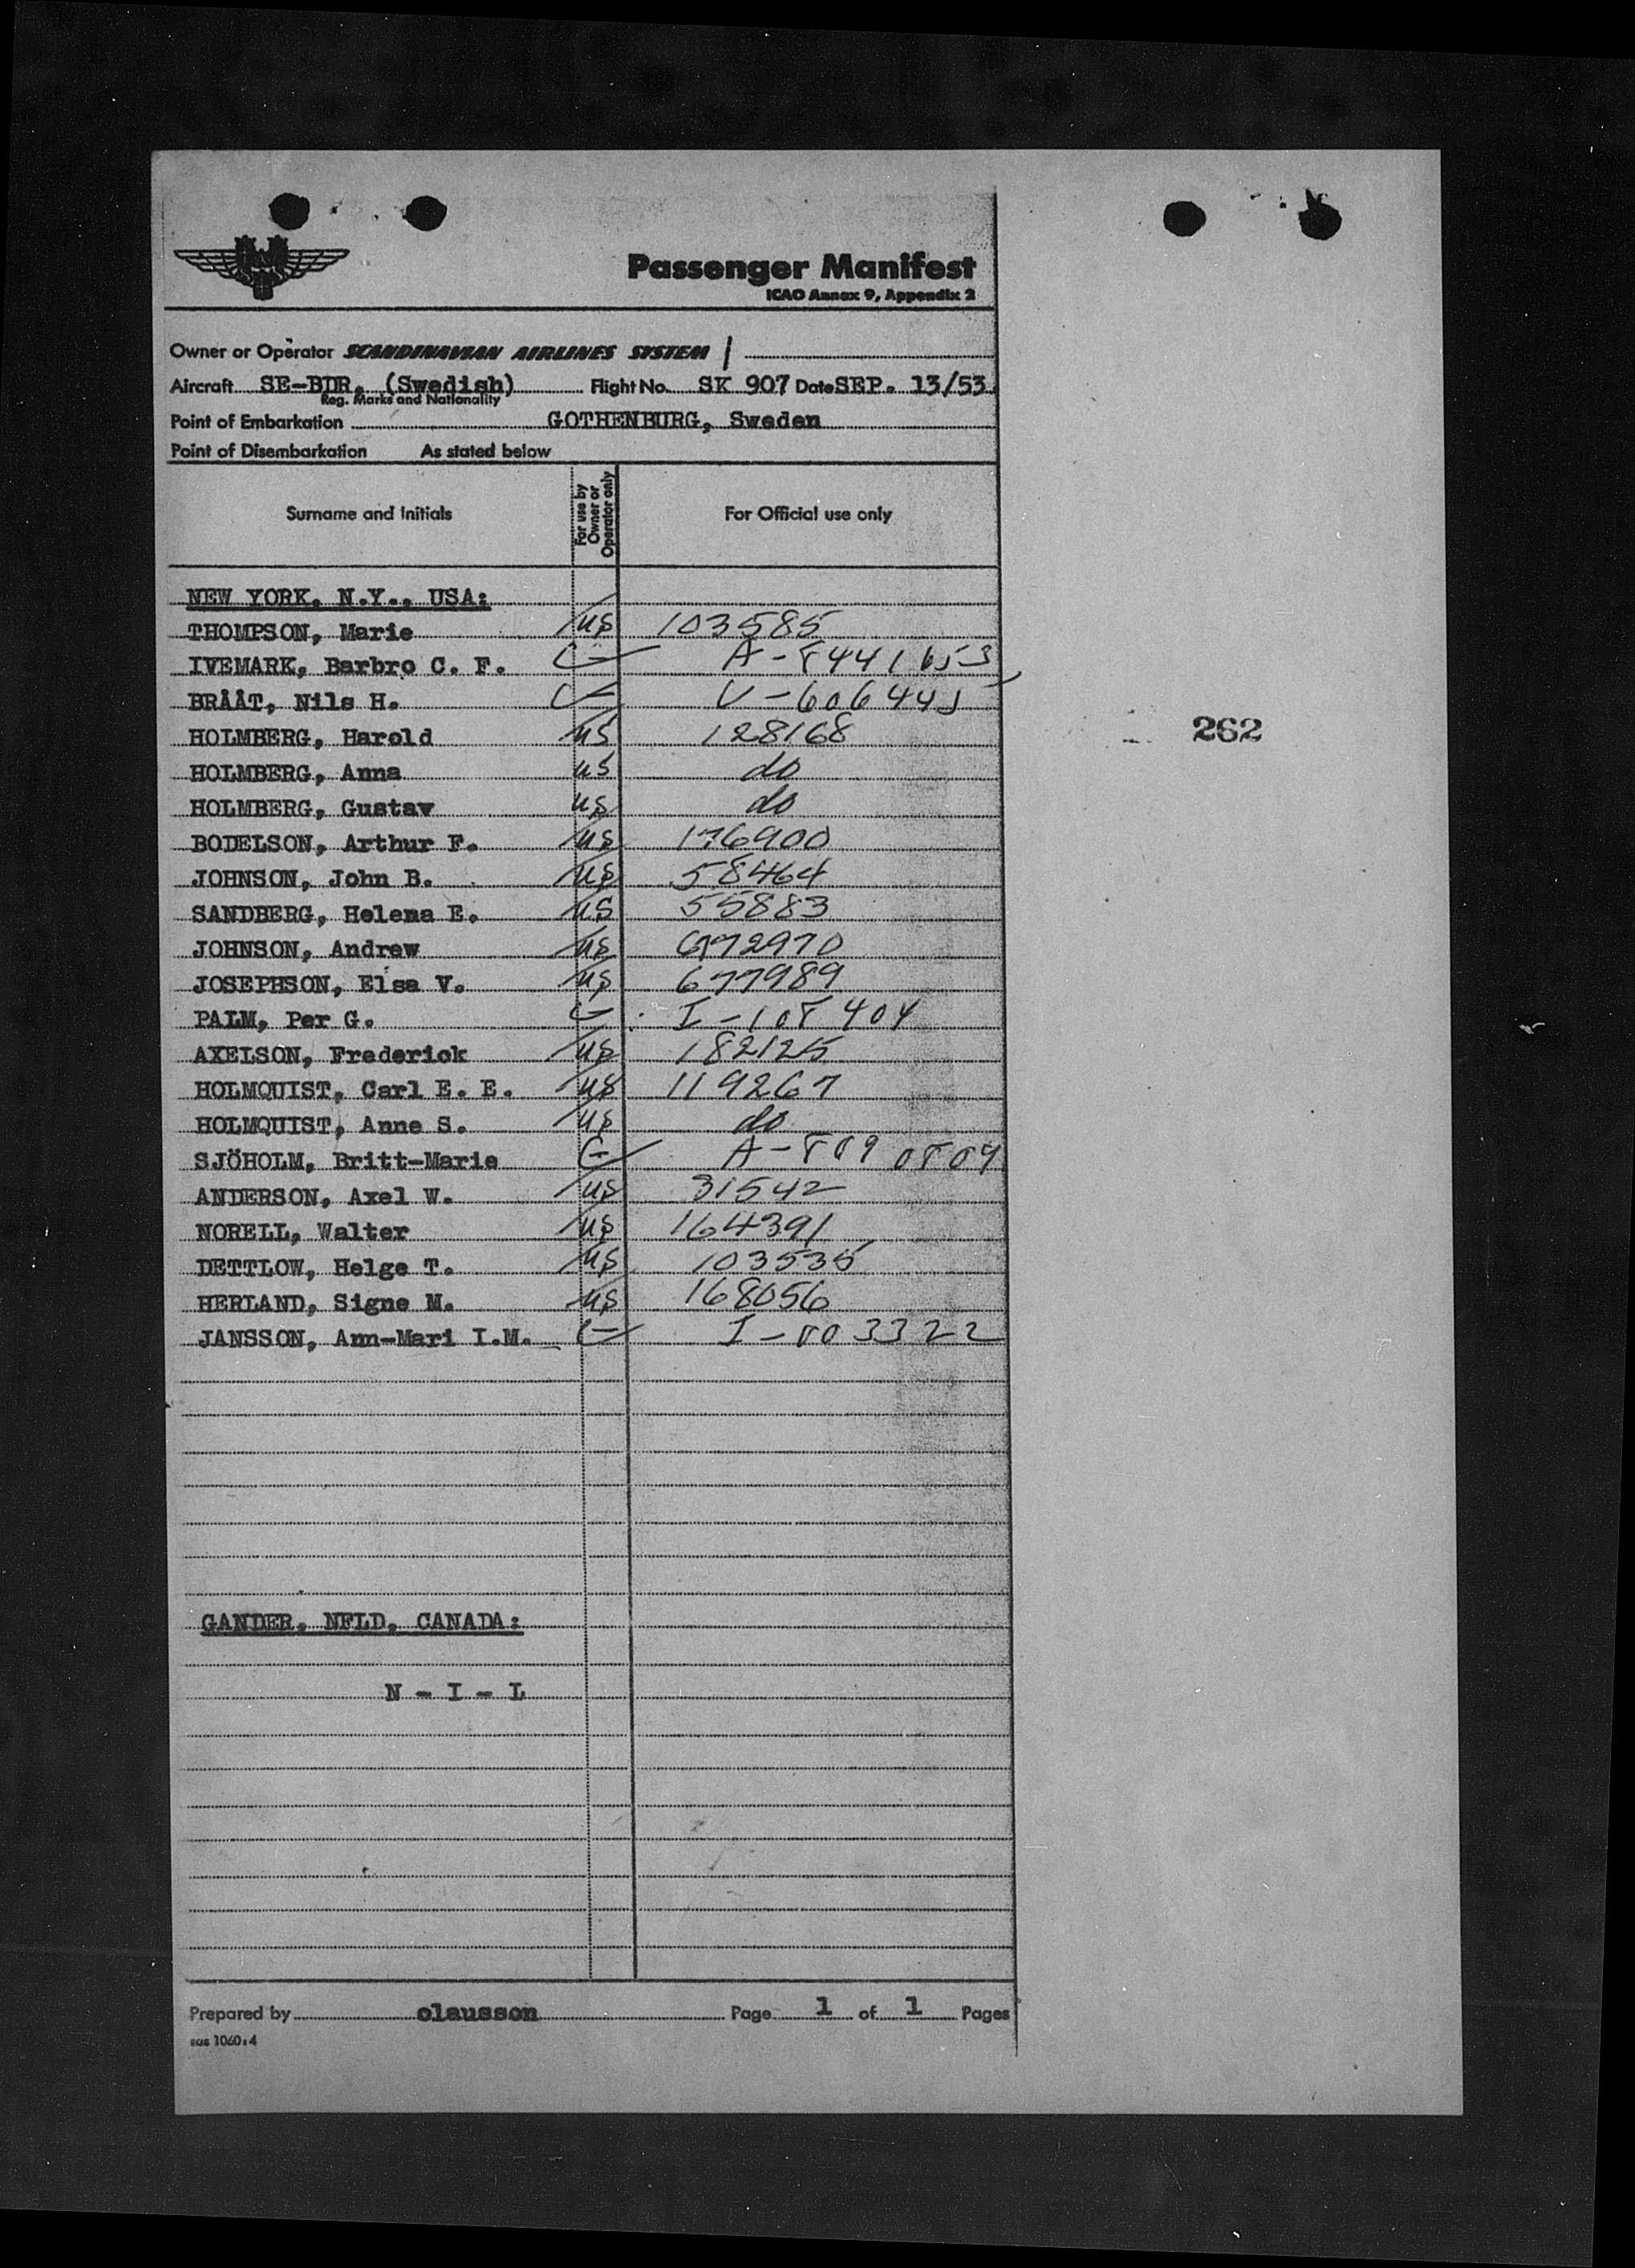 Passenger Manifest
ICAO Annex 9, Appendix 2
Owner or Operator SCANDINAVIAN AIRLINES SYSTEM
Aircraft SE-BDR. (Swedish) Flight No. SK 907 Date SEP. 13/53
Reg. Marks and Nationality
Point of Embarkation GOTHENBURG, Sweden
Point of Disembarkation As stated below
Surname and Initials For use by Owner or Operator only For Official use only
NEW YORK, N.Y., USA:
THOMPSON, Marie US 103585
IVEMARK, Barbro C. F. A-8441653
BRÅÅT, Nils H. V-606445
262
HOLMBERG, Harold US 128168
HOLMBERG, Anna US do
HOLMBERG, Gustav US do
BODELSON, Arthur F. US 176900
JOHNSON, John B. US 58464
SANDBERG, Helena E. US 55883
JOHNSON, Andrew US 672970
JOSEPHSON, Elsa V. US 677989
PALM, Per G. I-108404
AXELSON, Frederick US 182125
HOLMQUIST, Carl E. E. US 119267
HOLMQUIST, Anne S. US do
SJÖHOLM, Britt-Marie A-809 0804
ANDERSON, Axel W. US 31542
NORELL, Walter US 164391
DETTLOW, Helge T. US 103535
HERLAND, Signe M. US 168056
JANSSON, Ann-Mari I.M. I-803322
GANDER, NFLD, CANADA:
N - I - L
Prepared by olausson Page 1 of 1 Pages
sas 1060:4